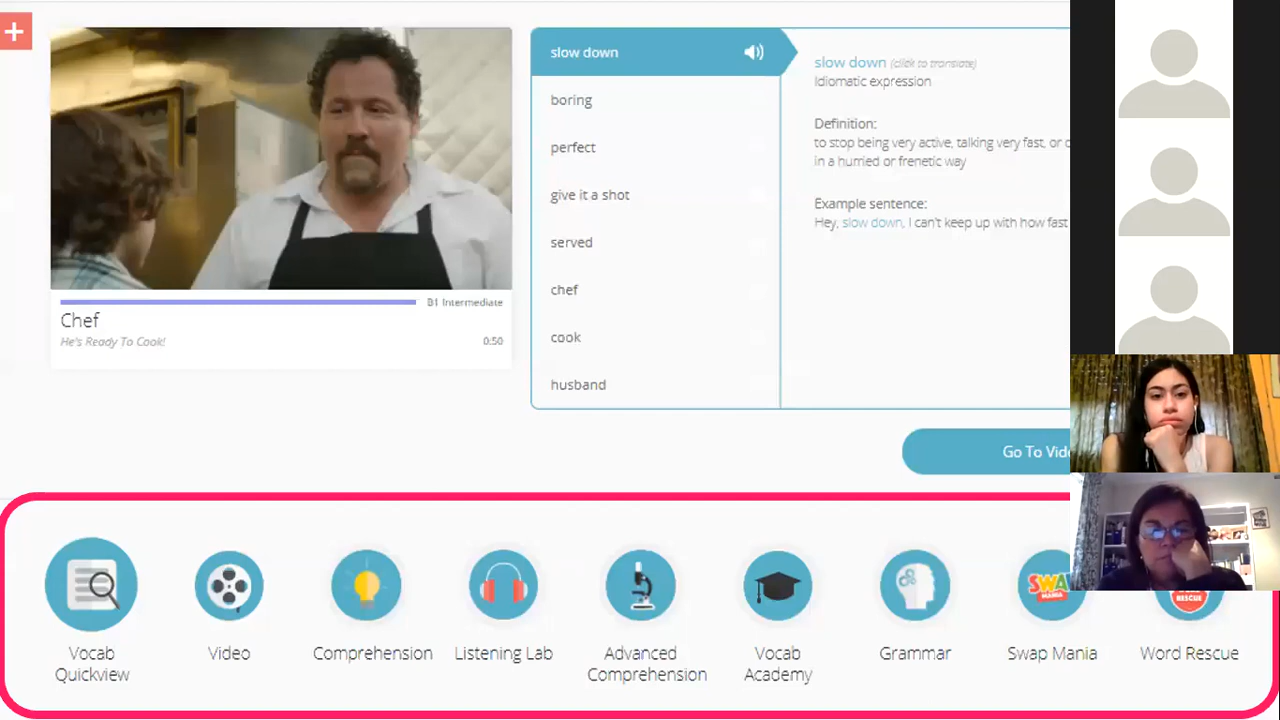 slow down
boring
perfect
give it a shot
served
chef
cook
husband
slow down (click to translate)
Idiomatic expression
Definition:
to stop being very active, talking very fast, or
in a hurried or frenetic way
Example sentence:
Hey, slow down, I can't keep up with how fast
B1 Intermediate
Chef
He's Ready To Cook!
0:50
Go To
Vocab
Quickview
Video
Comprehension
Listening Lab
Advanced
Comprehension
Vocab
Academy
Grammar
Swap Mania
Word Rescue
RESCUE